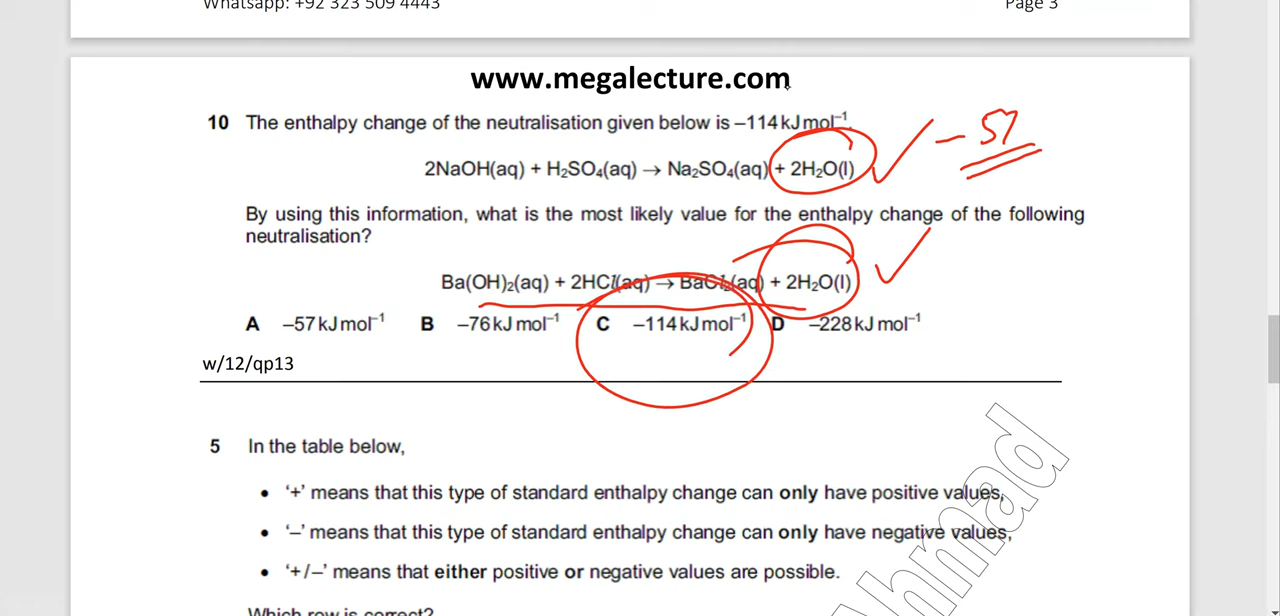 Whatsapp: +92 323 509 4443 Page 3
www.megalecture.com
10 The enthalpy change of the neutralisation given below is –114 kJ mol⁻¹.
– 57
2NaOH(aq) + H₂SO₄(aq) → Na₂SO₄(aq) + 2H₂O(l)
By using this information, what is the most likely value for the enthalpy change of the following
neutralisation?
Ba(OH)₂(aq) + 2HCl(aq) → BaCl₂(aq) + 2H₂O(l)
A –57 kJ mol⁻¹ B –76 kJ mol⁻¹ C –114 kJ mol⁻¹ D –228 kJ mol⁻¹
w/12/qp13
5 In the table below,
• ‘+’ means that this type of standard enthalpy change can only have positive values,
• ‘–’ means that this type of standard enthalpy change can only have negative values,
• ‘+/–’ means that either positive or negative values are possible.
Which row is correct?
Ahmad